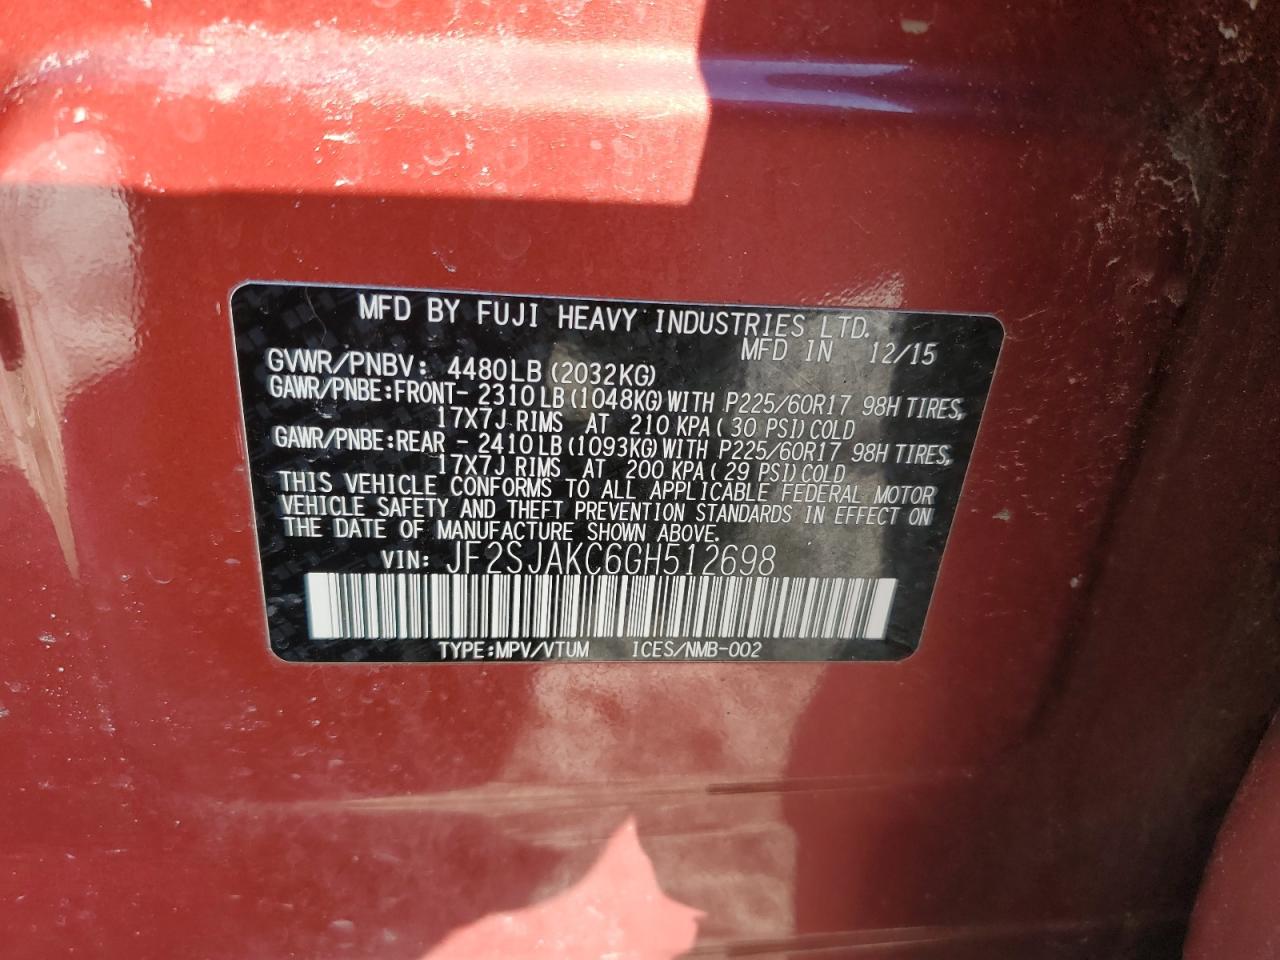 MFD BY FUJI HEAVY INDUSTRIES LTD.
MFD IN 12/15
GVWR/PNBV: 4480LB (2032KG)
GAWR/PNBE:FRONT- 2310LB (1048KG) WITH P225/60R17 98H TIRES,
17X7J RIMS AT 210 KPA( 30 PSI) COLD
GAWR/PNBE:REAR - 2410LB (1093KG) WITH P225/60R17 98H TIRES,
17X7J RIMS AT 200 KPA( 29 PSI) COLD
THIS VEHICLE CONFORMS TO ALL APPLICABLE FEDERAL MOTOR
VEHICLE SAFETY AND THEFT PREVENTION STANDARDS IN EFFECT ON
THE DATE OF MANUFACTURE SHOWN ABOVE.
VIN: JF2SJAKC6GH512698
TYPE:MPV/VTUM ICES/NMB-002